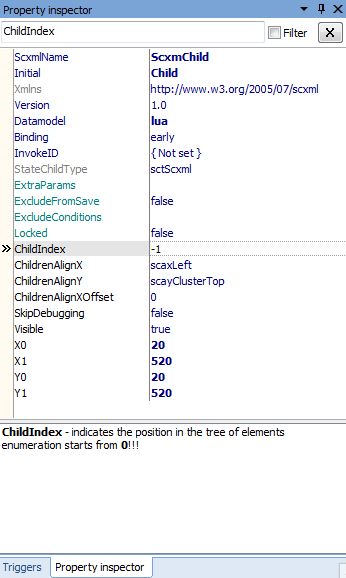 Property inspector
ChildIndex Filter X
ScxmlName ScxmChild
Initial Child
Xmlns http://www.w3.org/2005/07/scxml
Version 1.0
Datamodel lua
Binding early
InvokeID { Not set }
StateChildType sctScxml
ExtraParams
ExcludeFromSave false
ExcludeConditions
Locked false
ChildIndex -1
ChildrenAlignX scaxLeft
ChildrenAlignY scayClusterTop
ChildrenAlignXOffset 0
SkipDebugging false
Visible true
X0 20
X1 520
Y0 20
Y1 520
ChildIndex - indicates the position in the tree of elements
enumeration starts from 0!!!
Triggers Property inspector